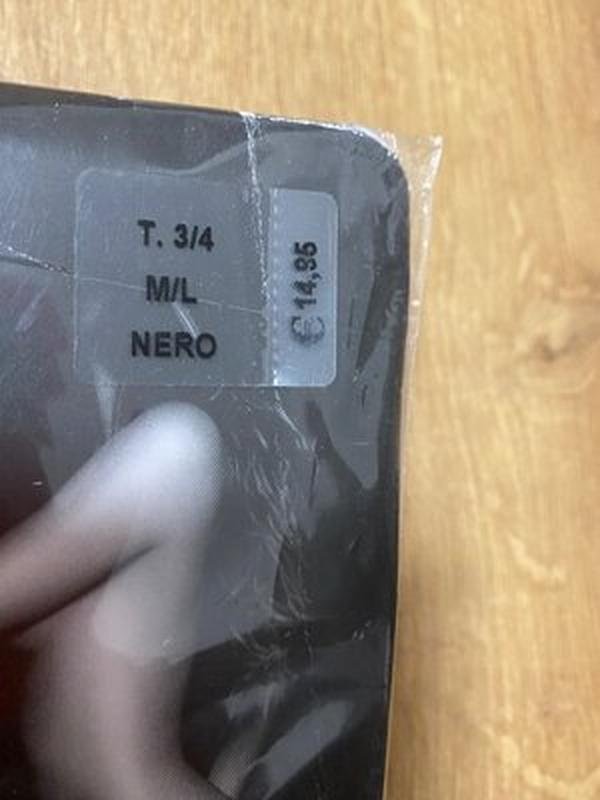 T. 3/4
M/L
NERO
€ 14,95